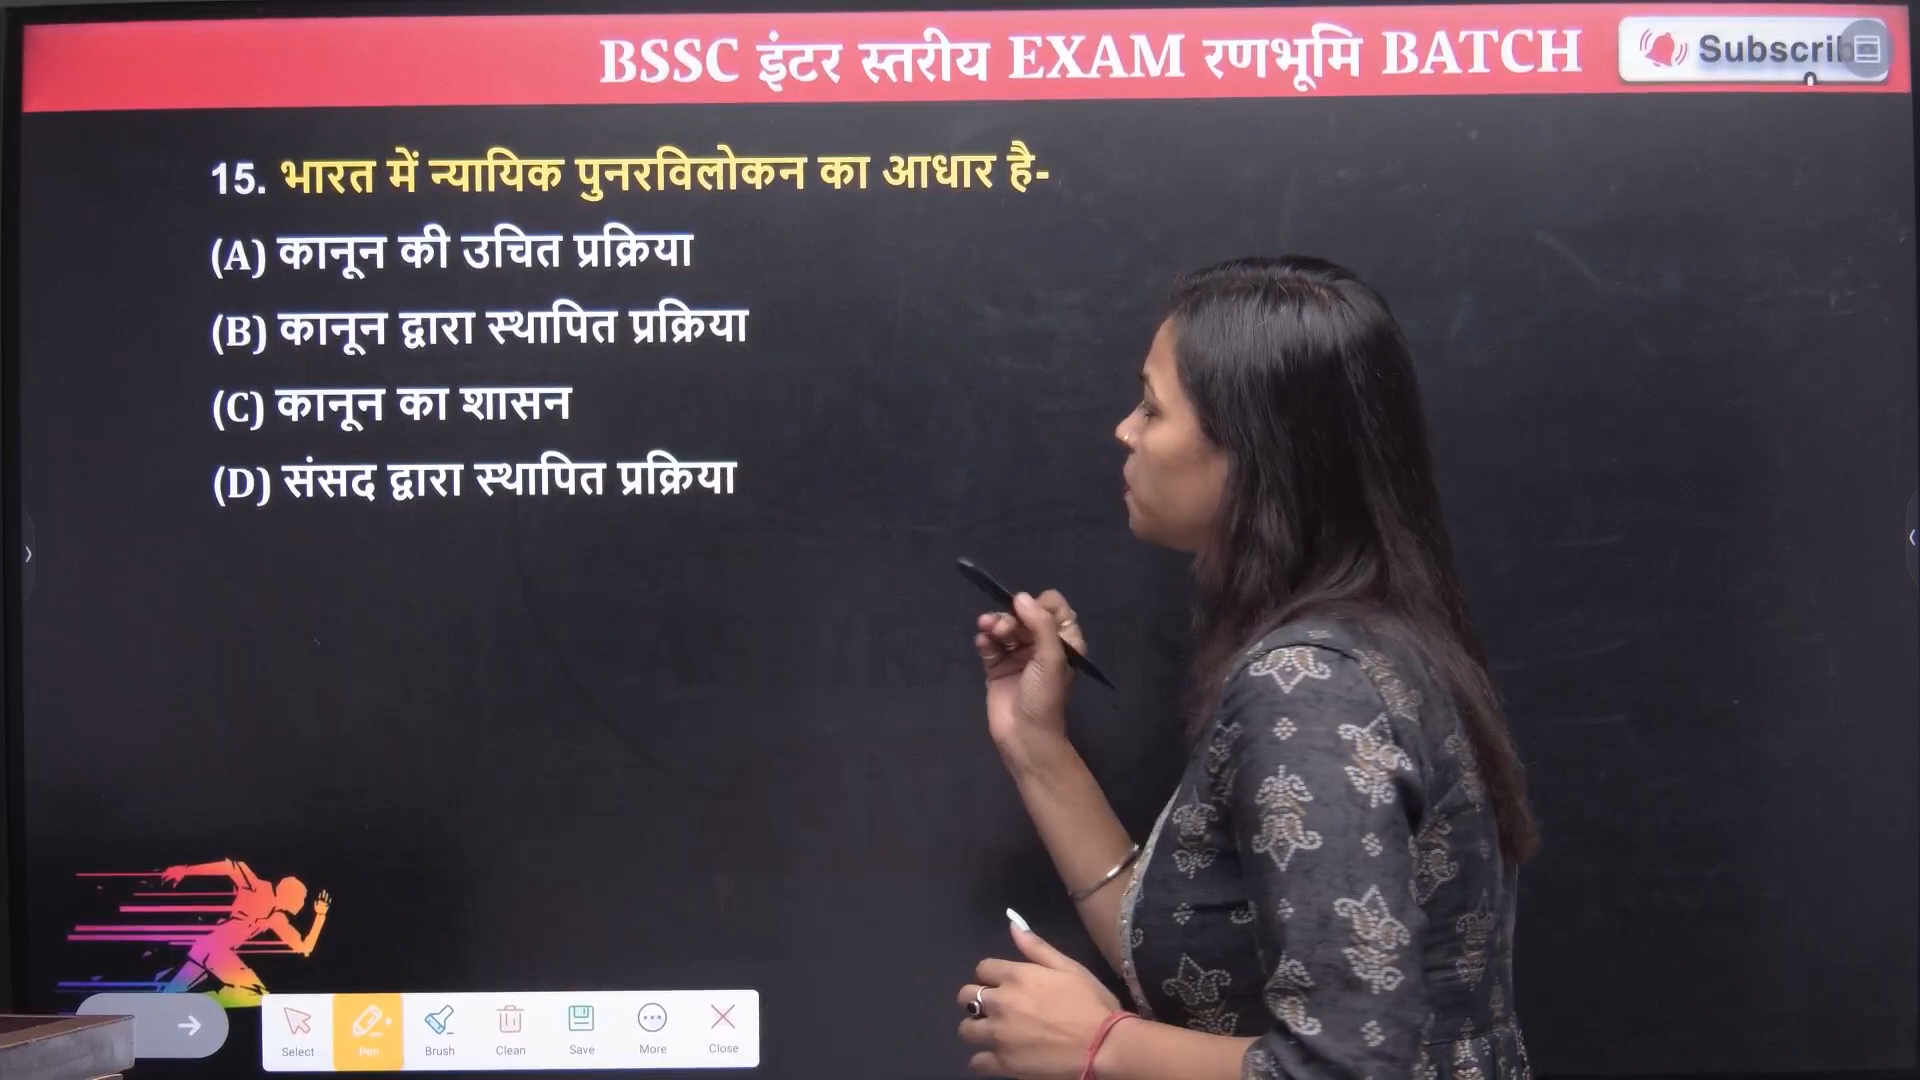 BSSC इंटर स्तरीय EXAM रणभूमि BATCH
Subscrib
15. भारत में न्यायिक पुनरविलोकन का आधार है-
(A) कानून की उचित प्रक्रिया
(B) कानून द्वारा स्थापित प्रक्रिया
(C) कानून का शासन
(D) संसद द्वारा स्थापित प्रक्रिया
Select Pen Brush Clean Save More Close